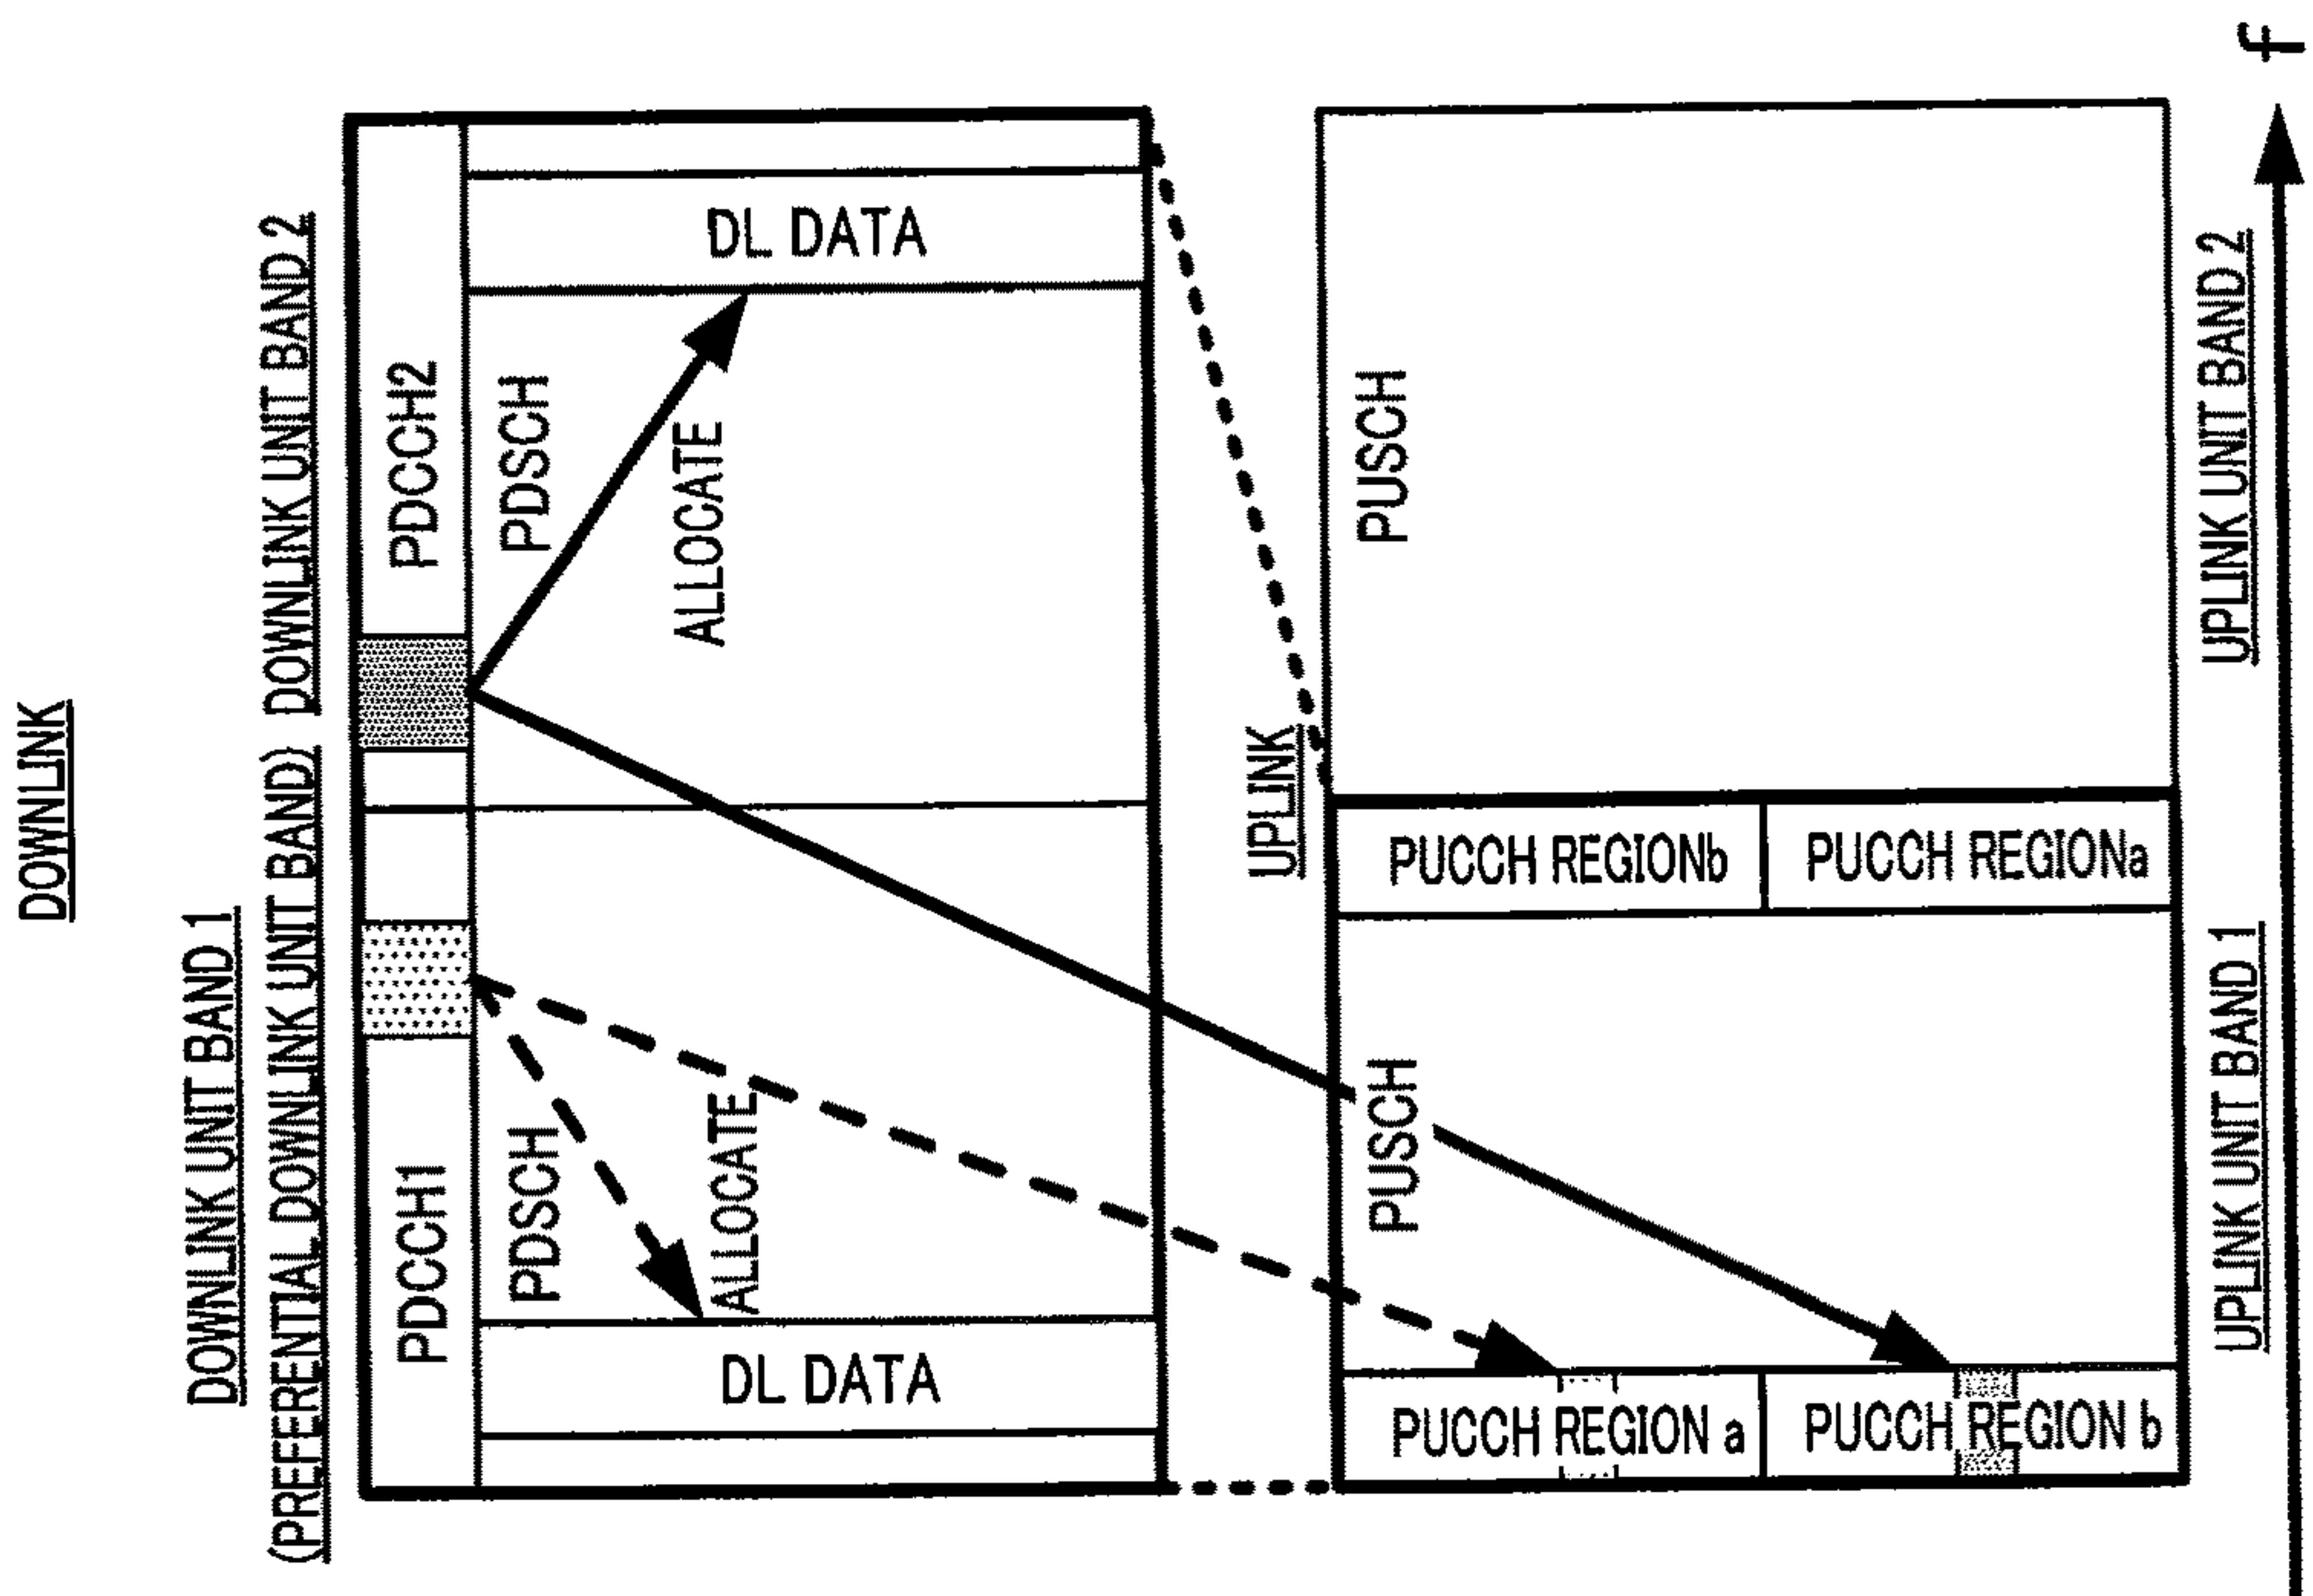 DOWNLINK
DOWNLINK UNIT BAND 1
(PREFERENTIAL DOWNLINK UNIT BAND)
DOWNLINK UNIT BAND 2
PDCCH1
PDCCH2
PDSCH
PDSCH
ALLOCATE
ALLOCATE
DL DATA
DL DATA
UPLINK
PUSCH
PUSCH
PUCCH REGION a
PUCCH REGION b
PUCCH REGIONb
PUCCH REGIONa
UPLINK UNIT BAND 1
UPLINK UNIT BAND 2
f